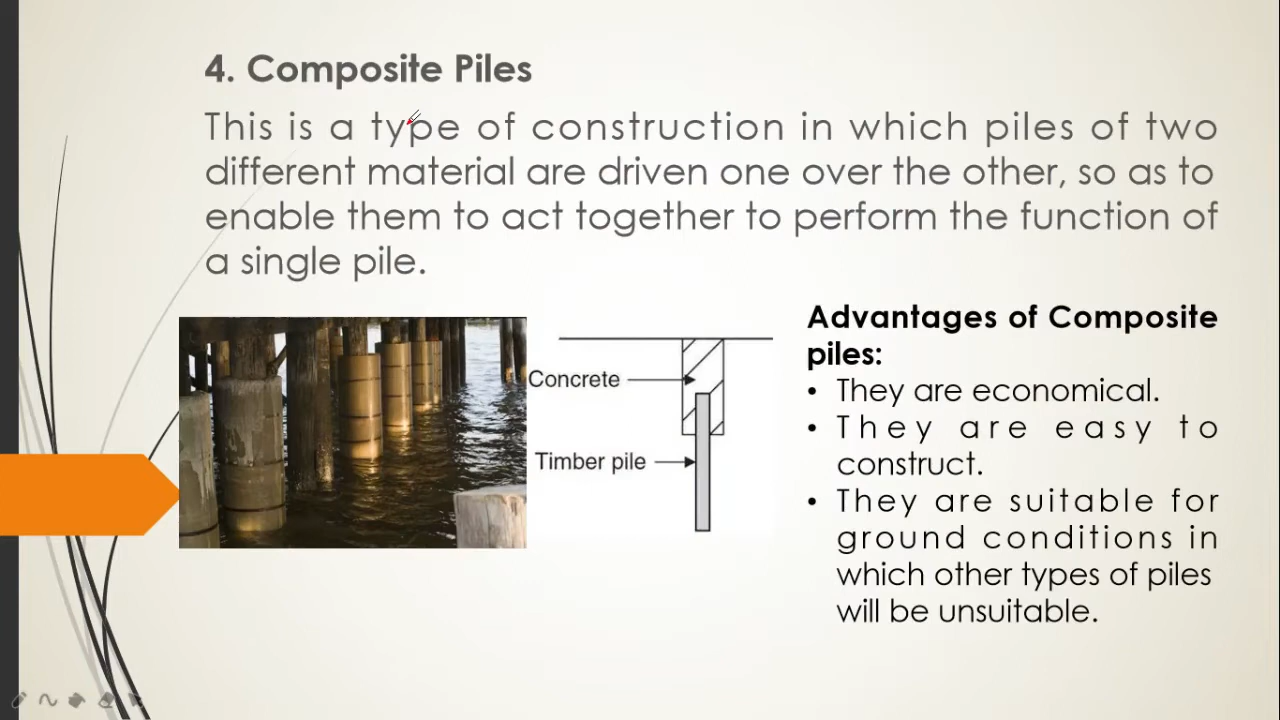 4. Composite Piles
This is a type of construction in which piles of two
different material are driven one over the other, so as to
enable them to act together to perform the function of
a single pile.
Concrete
Timber pile
Advantages of Composite
piles:
• They are economical.
• They are easy to
construct.
• They are suitable for
ground conditions in
which other types of piles
will be unsuitable.